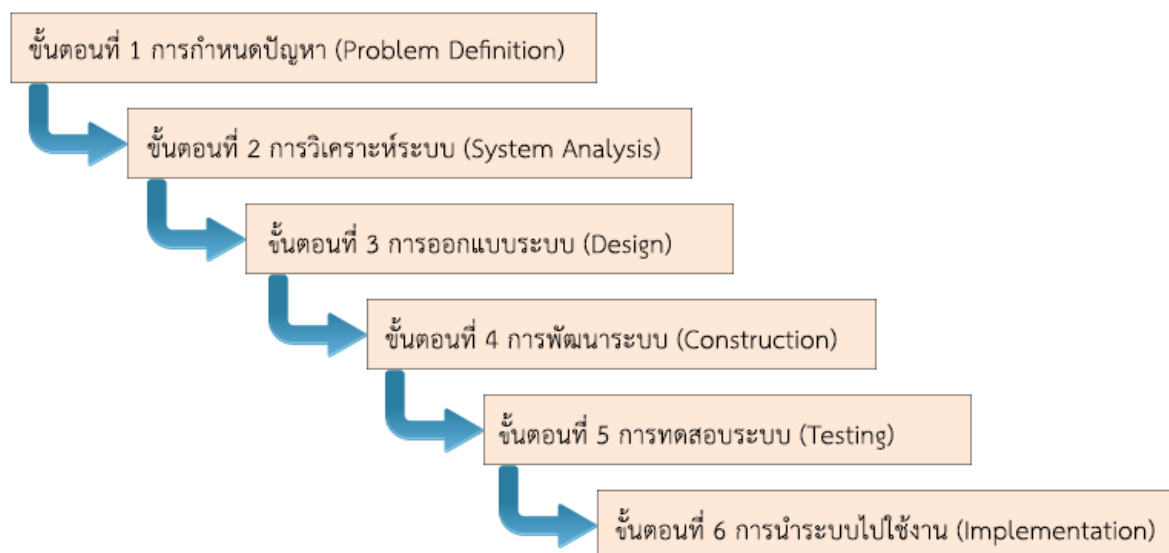 ขั้นตอนที่ 1 การกำหนดปัญหา (Problem Definition)
ขั้นตอนที่ 2 การวิเคราะห์ระบบ (System Analysis)
ขั้นตอนที่ 3 การออกแบบระบบ (Design)
ขั้นตอนที่ 4 การพัฒนาระบบ (Construction)
ขั้นตอนที่ 5 การทดสอบระบบ (Testing)
ขั้นตอนที่ 6 การนำระบบไปใช้งาน (Implementation)